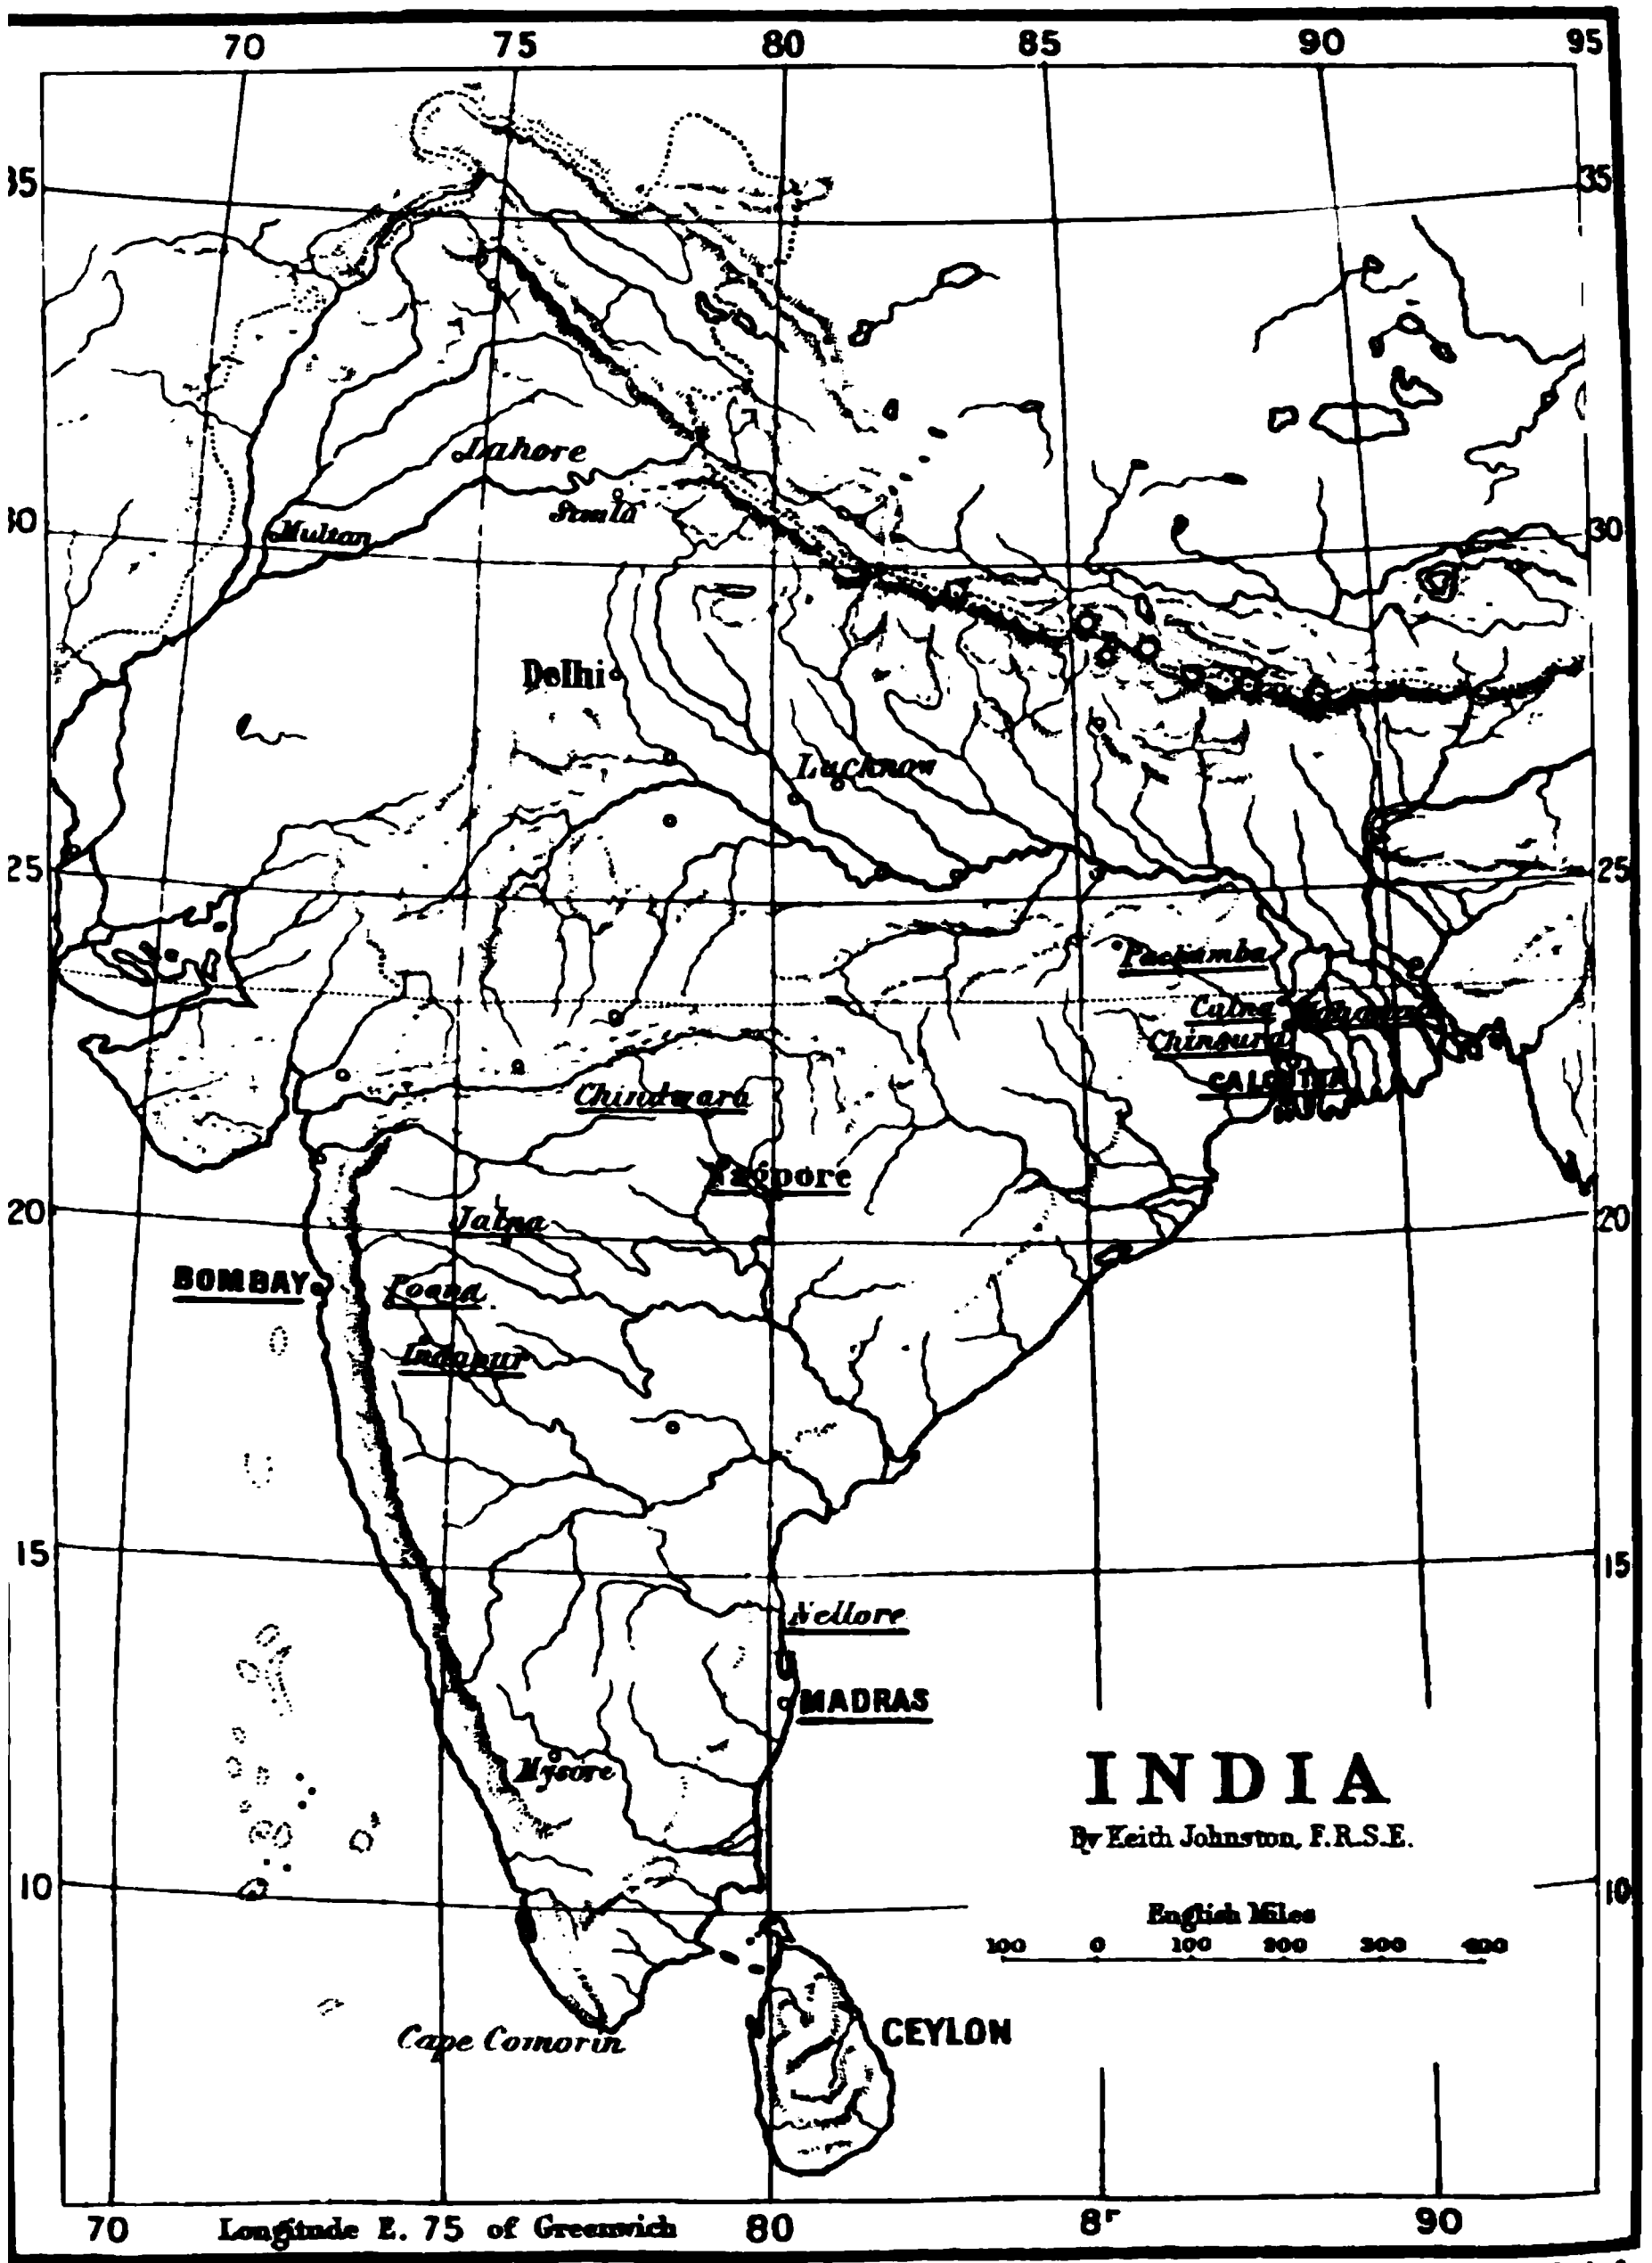 70 75 80 85 90 95
35 35
Lahore
Simla
30 Multan 30
Delhi
Lucknow
25 25
Pachamba
Culna
Chinsura
CALCUTTA
Chindwara
Nagpore
20 Jalna 20
BOMBAY Poona
Indapur
15 15
Nellore
MADRAS
Mysore
INDIA
By Keith Johnston, F.R.S.E.
10 10
English Miles
100 0 100 200 300 400
Cape Comorin CEYLON
70 Longitude E. 75 of Greenwich 80 90